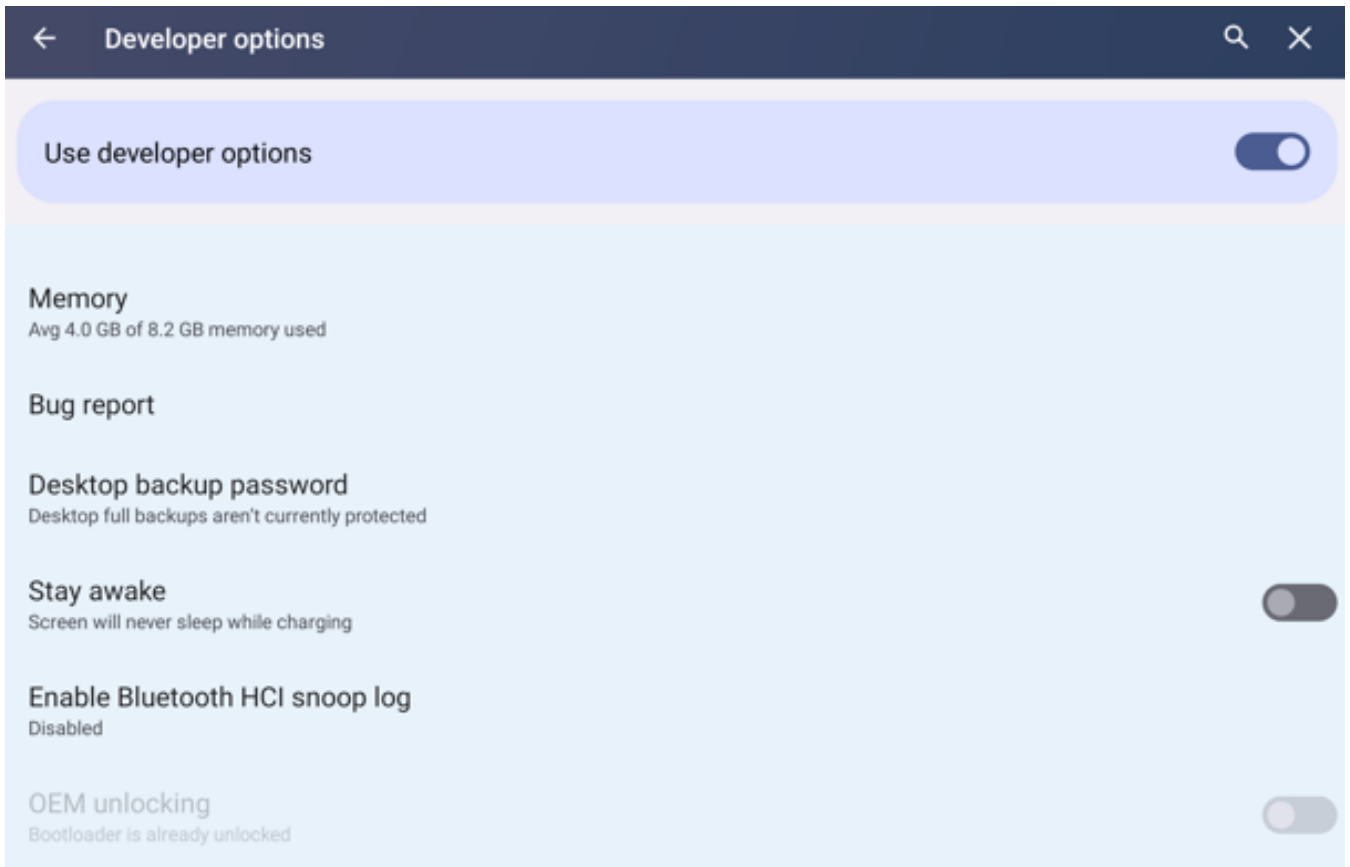 Developer options
Use developer options
Memory
Avg 4.0 GB of 8.2 GB memory used
Bug report
Desktop backup password
Desktop full backups aren't currently protected
Stay awake
Screen will never sleep while charging
Enable Bluetooth HCI snoop log
Disabled
OEM unlocking
Bootloader is already unlocked